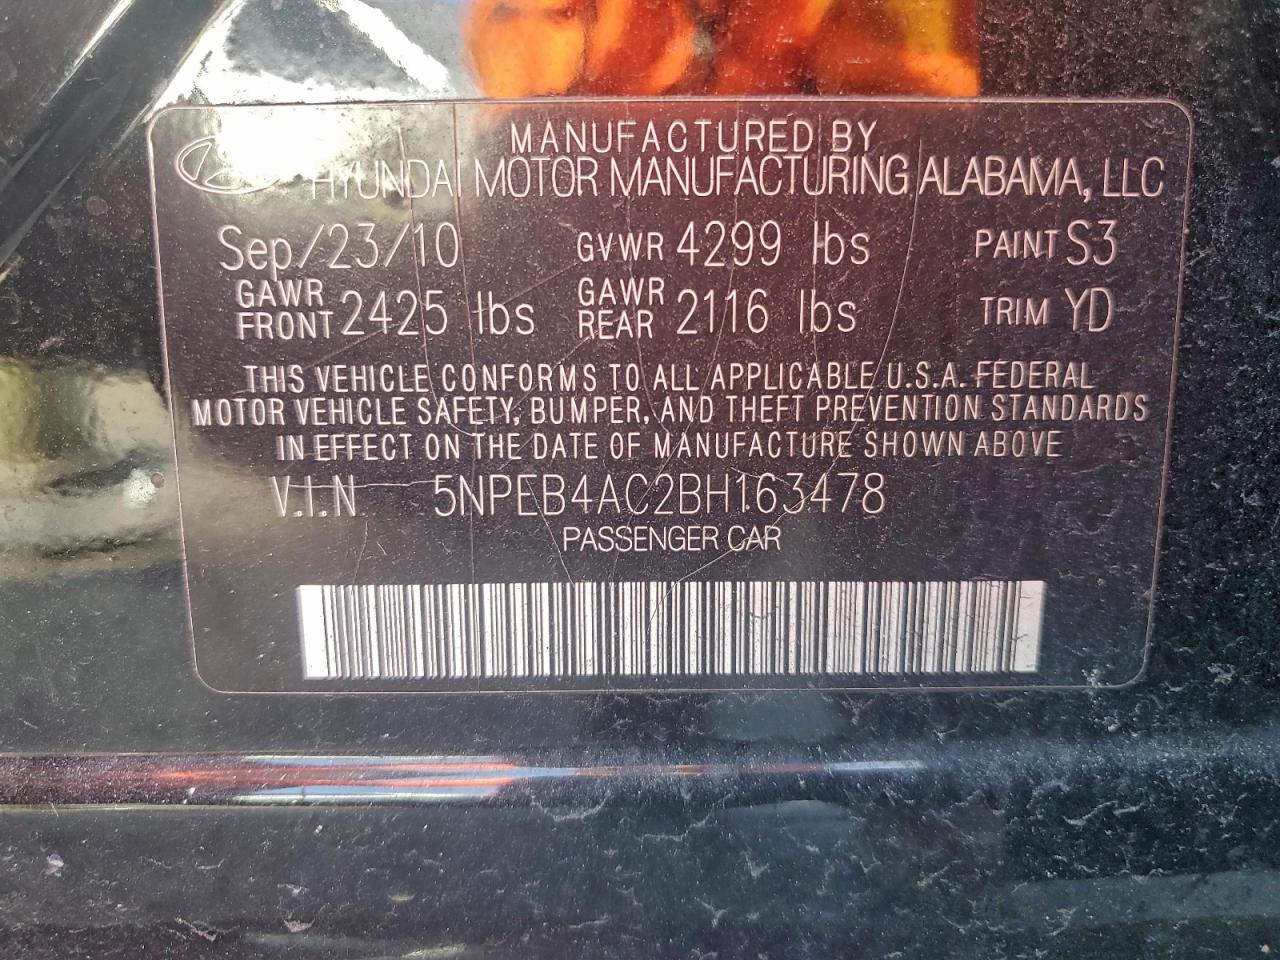 MANUFACTURED BY
HYUNDAI MOTOR MANUFACTURING ALABAMA, LLC
Sep/23/10 GVWR 4299 lbs PAINT S3
GAWR FRONT 2425 lbs GAWR REAR 2116 lbs TRIM YD
THIS VEHICLE CONFORMS TO ALL APPLICABLE U.S.A. FEDERAL
MOTOR VEHICLE SAFETY, BUMPER, AND THEFT PREVENTION STANDARDS
IN EFFECT ON THE DATE OF MANUFACTURE SHOWN ABOVE
V.I.N 5NPEB4AC2BH163478
PASSENGER CAR